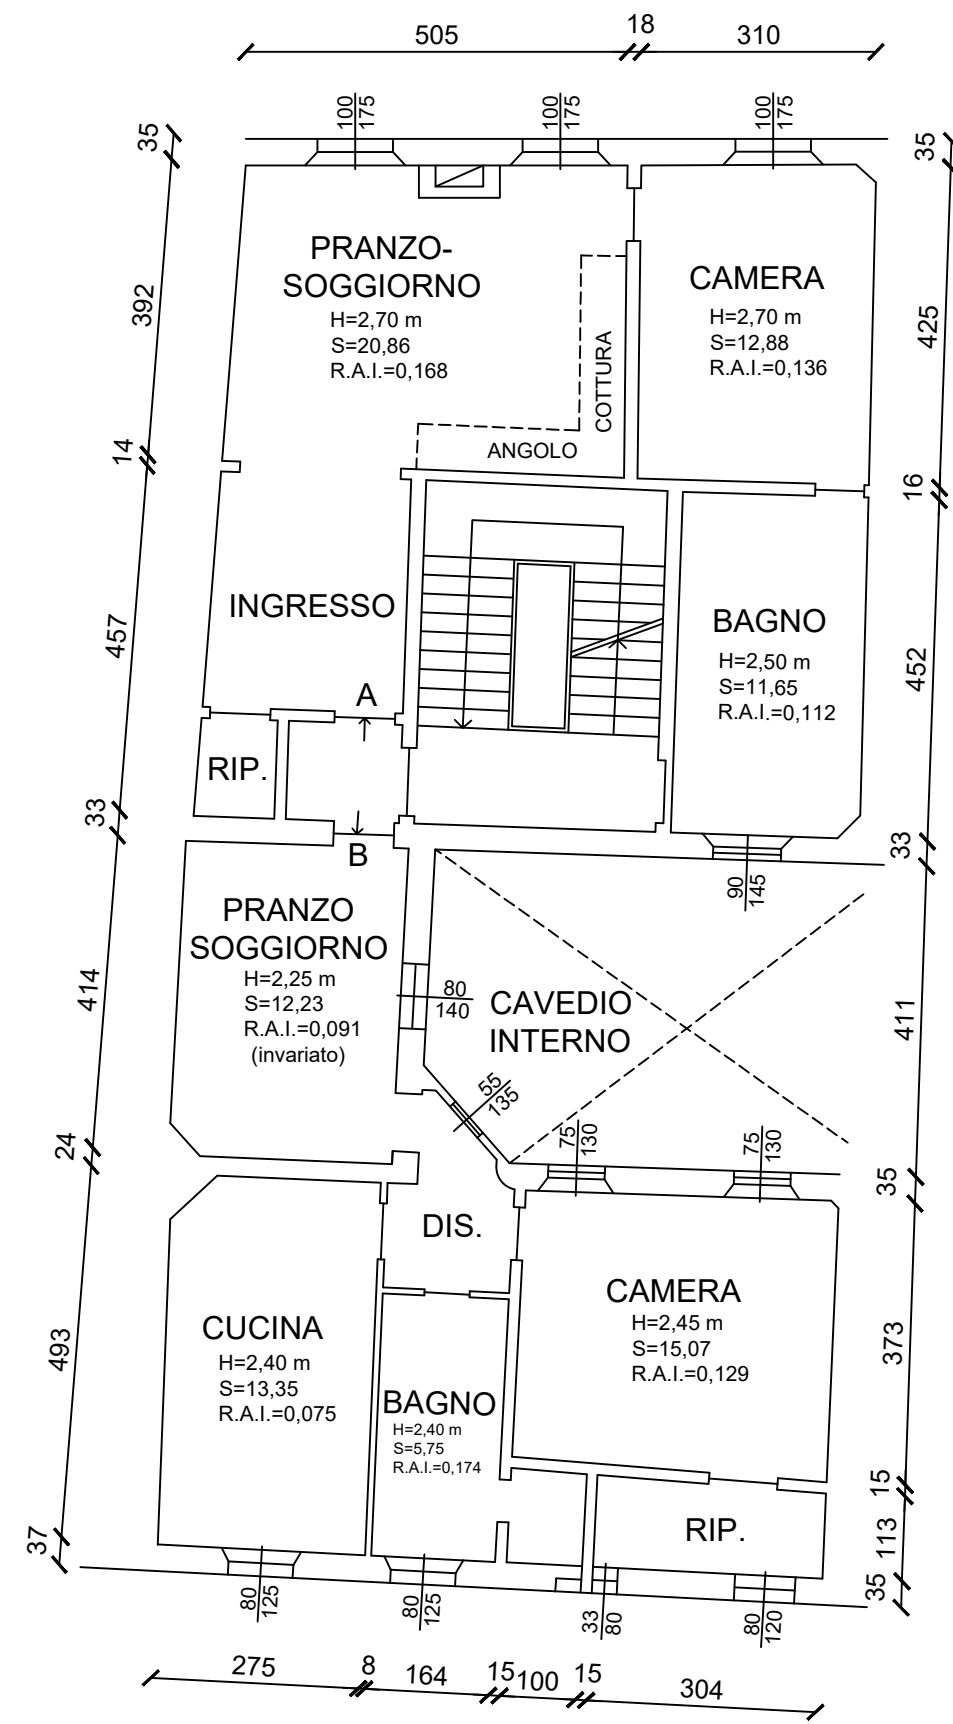 505
18
310
100
175
100
175
100
175
35
35
PRANZO-
SOGGIORNO
H=2,70 m
S=20,86
R.A.I.=0,168
CAMERA
H=2,70 m
S=12,88
R.A.I.=0,136
392
425
COTTURA
ANGOLO
14
16
INGRESSO
BAGNO
H=2,50 m
S=11,65
R.A.I.=0,112
457
452
A
RIP.
33
33
B
90
145
PRANZO
SOGGIORNO
H=2,25 m
S=12,23
R.A.I.=0,091
(invariato)
80
140
CAVEDIO
INTERNO
414
411
55
135
75
130
75
130
24
35
DIS.
CAMERA
H=2,45 m
S=15,07
R.A.I.=0,129
CUCINA
H=2,40 m
S=13,35
R.A.I.=0,075
BAGNO
H=2,40 m
S=5,75
R.A.I.=0,174
493
373
15
RIP.
113
37
35
80
125
80
125
33
80
80
120
275
8
164
15
100
15
304